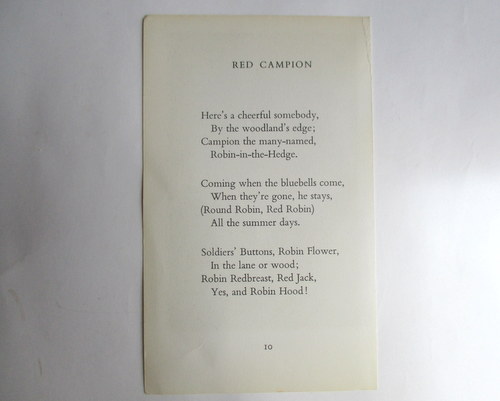 RED CAMPION
Here's a cheerful somebody,
By the woodland's edge;
Campion the many-named,
Robin-in-the-Hedge.
Coming when the bluebells come,
When they're gone, he stays,
(Round Robin, Red Robin)
All the summer days.
Soldiers' Buttons, Robin Flower,
In the lane or wood;
Robin Redbreast, Red Jack,
Yes, and Robin Hood!
10